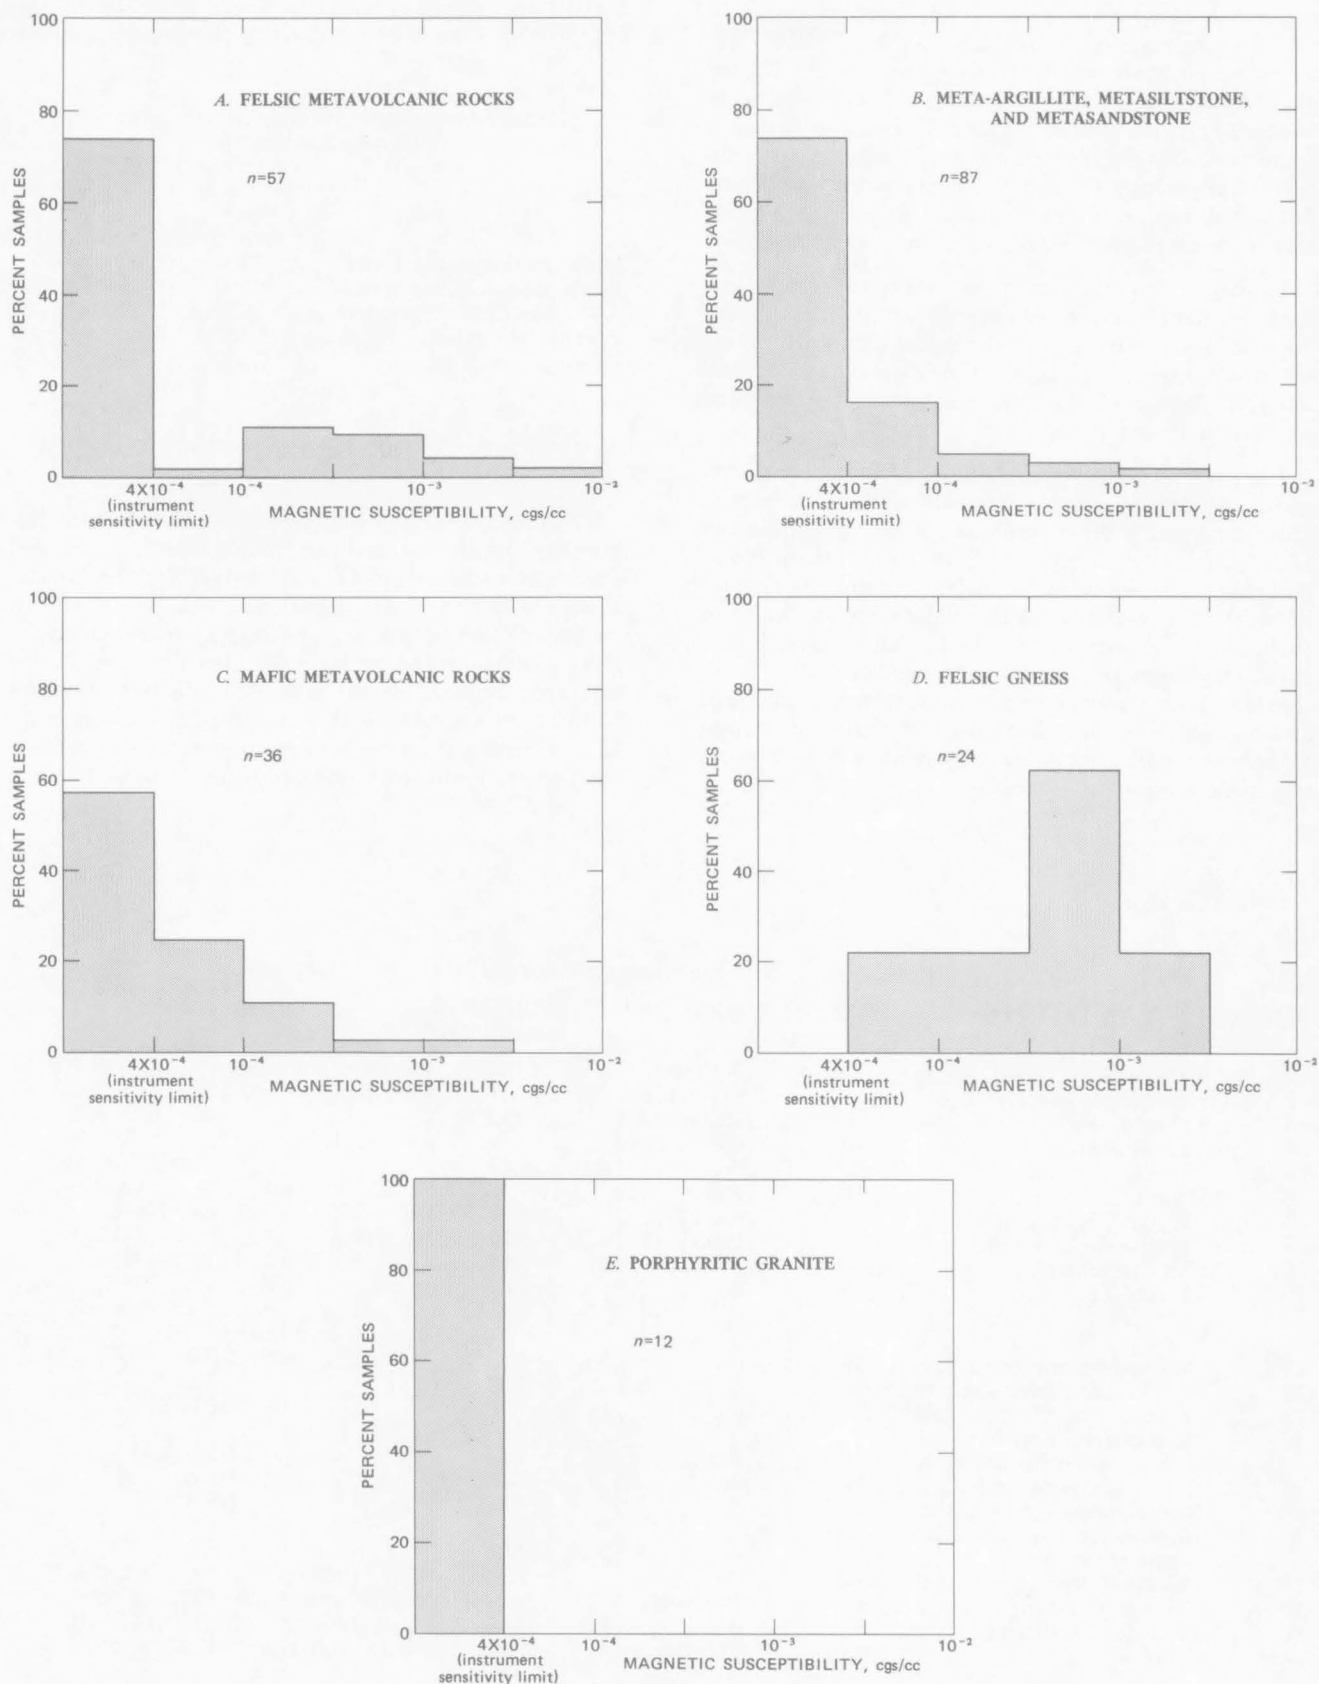 100
80
60
40
20
0
PERCENT SAMPLES
A. FELSIC METAVOLCANIC ROCKS
n=57
4X10⁻⁴
(instrument
sensitivity limit)
10⁻⁴
10⁻³
10⁻²
MAGNETIC SUSCEPTIBILITY, cgs/cc
100
80
60
40
20
0
PERCENT SAMPLES
B. META-ARGILLITE, METASILTSTONE,
AND METASANDSTONE
n=87
4X10⁻⁴
(instrument
sensitivity limit)
10⁻⁴
10⁻³
10⁻²
MAGNETIC SUSCEPTIBILITY, cgs/cc
100
80
60
40
20
0
PERCENT SAMPLES
C. MAFIC METAVOLCANIC ROCKS
n=36
4X10⁻⁴
(instrument
sensitivity limit)
10⁻⁴
10⁻³
10⁻²
MAGNETIC SUSCEPTIBILITY, cgs/cc
100
80
60
40
20
0
PERCENT SAMPLES
D. FELSIC GNEISS
n=24
4X10⁻⁴
(instrument
sensitivity limit)
10⁻⁴
10⁻³
10⁻²
MAGNETIC SUSCEPTIBILITY, cgs/cc
100
80
60
40
20
0
PERCENT SAMPLES
E. PORPHYRITIC GRANITE
n=12
4X10⁻⁴
(instrument
sensitivity limit)
10⁻⁴
10⁻³
10⁻²
MAGNETIC SUSCEPTIBILITY, cgs/cc